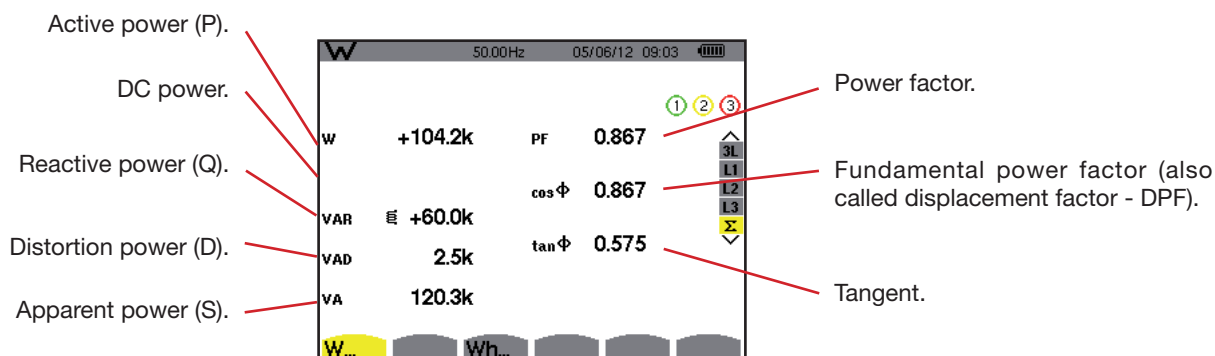 Active power (P).
DC power.
Reactive power (Q).
Distortion power (D).
Apparent power (S).
W 50.00Hz 05/06/12 09:03
1 2 3
W +104.2k PF 0.867
cosΦ 0.867
VAR +60.0k
VAD 2.5k tanΦ 0.575
VA 120.3k
3L
L1
L2
L3
Σ
W... Wh...
Power factor.
Fundamental power factor (also
called displacement factor - DPF).
Tangent.